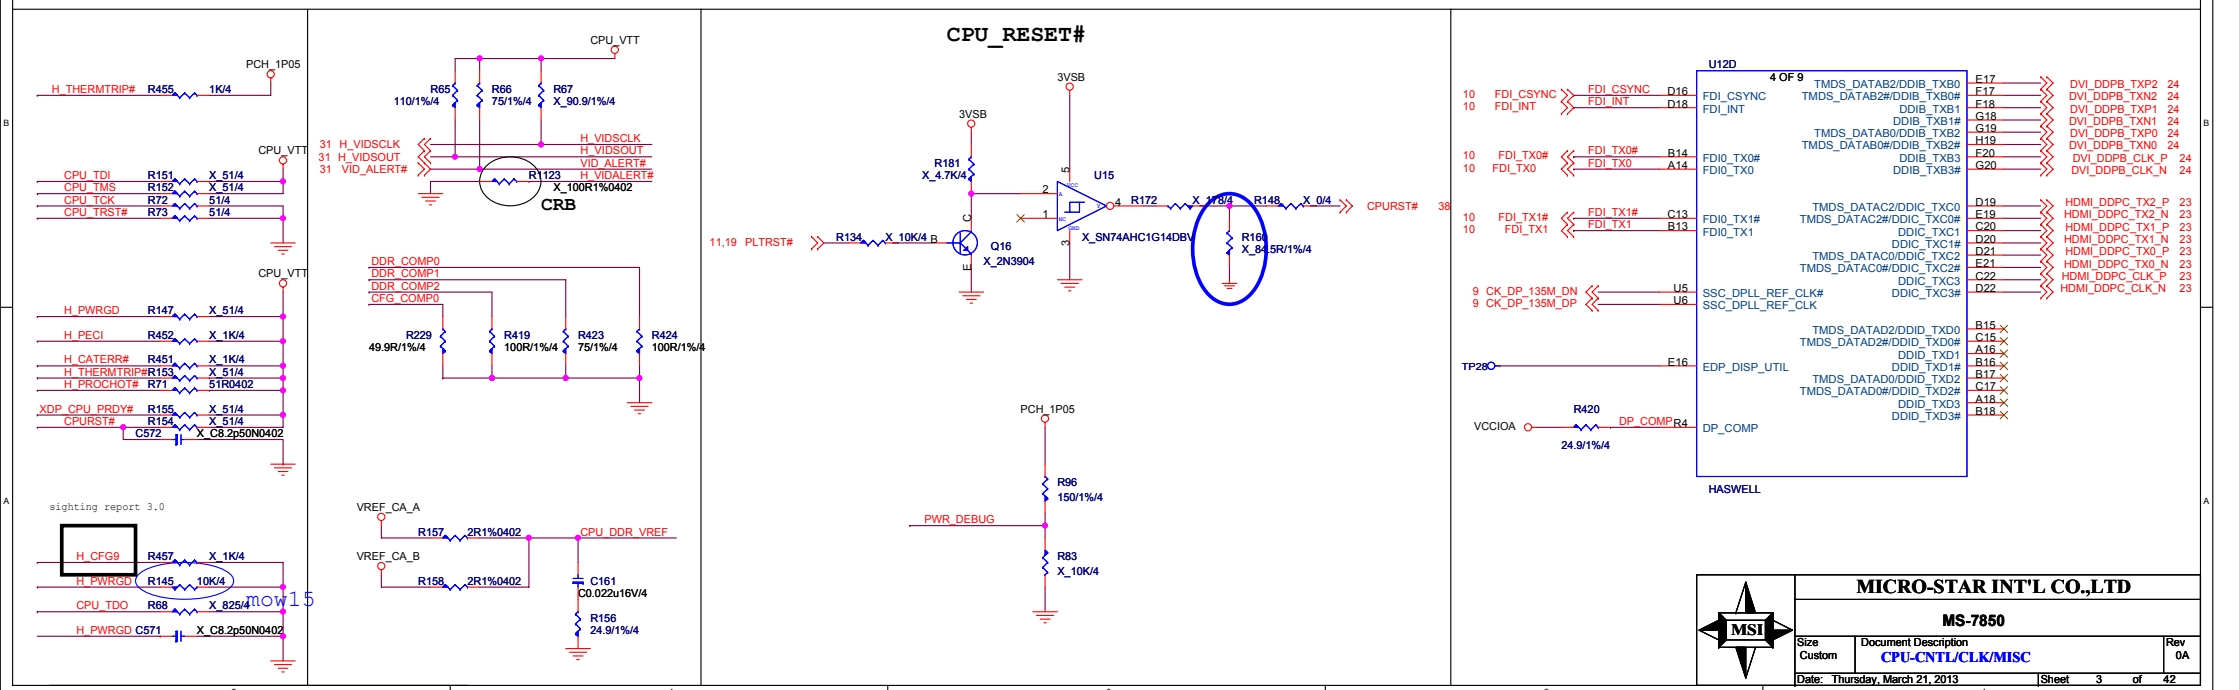 CPU_RESET#
B
PCH_1P05
H_THERMTRIP# R455 1K/4
CPU_VTT
CPU_TDI R151 X_51/4
CPU_TMS R152 X_51/4
CPU_TCK R72 51/4
CPU_TRST# R73 51/4
CPU_VTT
H_PWRGD R147 X_51/4
H_PECI R452 X_1K/4
H_CATERR# R451 X_1K/4
H_THERMTRIP# R153 X_51/4
H_PROCHOT# R71 51R0402
XDP_CPU_PRDY# R155 X_51/4
CPURST# R154 X_51/4
C572 X_C8.2p50N0402
A
sighting report 3.0
H_CFG9 R457 X_1K/4
H_PWRGD R145 10K/4
mow15
CPU_TDO R68 X_825/4
H_PWRGD C571 X_C8.2p50N0402
CPU_VTT
R65 R66 R67
110/1%/4 75/1%/4 X_90.9/1%/4
31 H_VIDSCLK H_VIDSCLK
31 H_VIDSOUT H_VIDSOUT
31 VID_ALERT# VID_ALERT#
R1123 H_VIDALERT#
X_100R1%0402
CRB
DDR_COMP0
DDR_COMP1
DDR_COMP2
CFG_COMP0
R229 R419 R423 R424
49.9R/1%/4 100R/1%/4 75/1%/4 100R/1%/4
VREF_CA_A
R157 2R1%0402 CPU_DDR_VREF
VREF_CA_B
R158 2R1%0402
C161
C0.022u16V/4
R156
24.9/1%/4
3VSB
3VSB
R181
X_4.7K/4
5
VCC
U15
2 A
1 NC
Y 4
GND
3
R172 X_178/4 R148 X_0/4 CPURST# 38
X_SN74AHC1G14DBV
R160
X_84.5R/1%/4
11,19 PLTRST# R134 X_10K/4 B
C
E
Q16
X_2N3904
PCH_1P05
R96
150/1%/4
PWR_DEBUG
R83
X_10K/4
U12D
4 OF 9
10 FDI_CSYNC FDI_CSYNC D16 FDI_CSYNC
10 FDI_INT FDI_INT D18 FDI_INT
10 FDI_TX0# FDI_TX0# B14 FDI0_TX0#
10 FDI_TX0 FDI_TX0 A14 FDI0_TX0
10 FDI_TX1# FDI_TX1# C13 FDI0_TX1#
10 FDI_TX1 FDI_TX1 B13 FDI0_TX1
9 CK_DP_135M_DN U5 SSC_DPLL_REF_CLK#
9 CK_DP_135M_DP U6 SSC_DPLL_REF_CLK
TP28 E16 EDP_DISP_UTIL
R420
VCCIOA DP_COMP R4 DP_COMP
24.9/1%/4
TMDS_DATAB2/DDIB_TXB0 E17 DVI_DDPB_TXP2 24
TMDS_DATAB2#/DDIB_TXB0# F17 DVI_DDPB_TXN2 24
DDIB_TXB1 F18 DVI_DDPB_TXP1 24
DDIB_TXB1# G18 DVI_DDPB_TXN1 24
TMDS_DATAB0/DDIB_TXB2 G19 DVI_DDPB_TXP0 24
TMDS_DATAB0#/DDIB_TXB2# H19 DVI_DDPB_TXN0 24
DDIB_TXB3 F20 DVI_DDPB_CLK_P 24
DDIB_TXB3# G20 DVI_DDPB_CLK_N 24
TMDS_DATAC2/DDIC_TXC0 D19 HDMI_DDPC_TX2_P 23
TMDS_DATAC2#/DDIC_TXC0# E19 HDMI_DDPC_TX2_N 23
DDIC_TXC1 C20 HDMI_DDPC_TX1_P 23
DDIC_TXC1# D20 HDMI_DDPC_TX1_N 23
TMDS_DATAC0/DDIC_TXC2 D21 HDMI_DDPC_TX0_P 23
TMDS_DATAC0#/DDIC_TXC2# E21 HDMI_DDPC_TX0_N 23
DDIC_TXC3 C22 HDMI_DDPC_CLK_P 23
DDIC_TXC3# D22 HDMI_DDPC_CLK_N 23
TMDS_DATAD2/DDID_TXD0 B15
TMDS_DATAD2#/DDID_TXD0# C15
DDID_TXD1 A16
DDID_TXD1# B16
TMDS_DATAD0/DDID_TXD2 B17
TMDS_DATAD0#/DDID_TXD2# C17
DDID_TXD3 A18
DDID_TXD3# B18
HASWELL
B
A
MSI
MICRO-STAR INT'L CO.,LTD
MS-7850
Size Document Description Rev
Custom CPU-CNTL/CLK/MISC 0A
Date: Thursday, March 21, 2013 Sheet 3 of 42